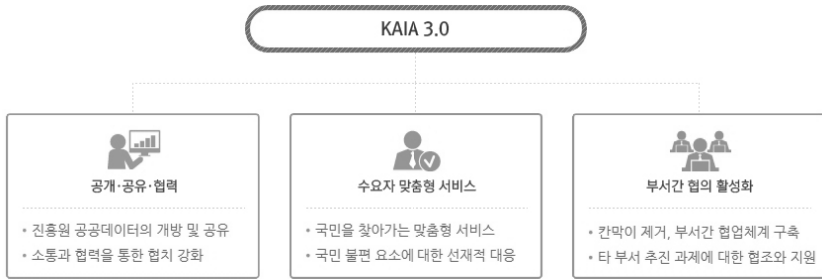 KAIA 3.0
공개·공유·협력
• 진흥원 공공데이터의 개방 및 공유
• 소통과 협력을 통한 협치 강화
수요자 맞춤형 서비스
• 국민을 찾아가는 맞춤형 서비스
• 국민 불편 요소에 대한 선재적 대응
부서간 협의 활성화
• 칸막이 제거, 부서간 협업체계 구축
• 타 부서 추진 과제에 대한 협조와 지원